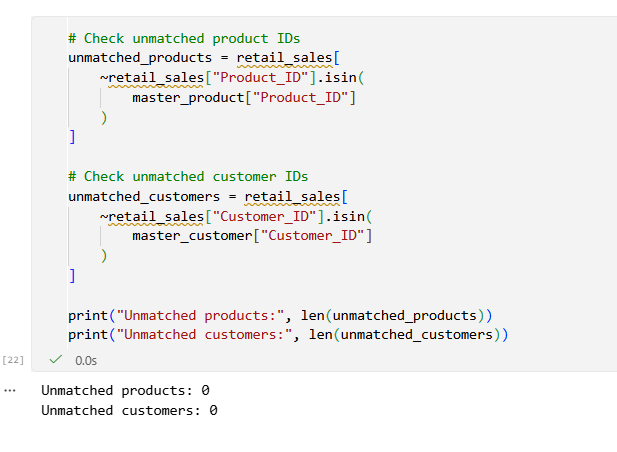 # Check unmatched product IDs
unmatched_products = retail_sales[
    ~retail_sales["Product_ID"].isin(
        master_product["Product_ID"]
    )
]

# Check unmatched customer IDs
unmatched_customers = retail_sales[
    ~retail_sales["Customer_ID"].isin(
        master_customer["Customer_ID"]
    )
]

print("Unmatched products:", len(unmatched_products))
print("Unmatched customers:", len(unmatched_customers))
[22] ✓ 0.0s
... Unmatched products: 0
Unmatched customers: 0